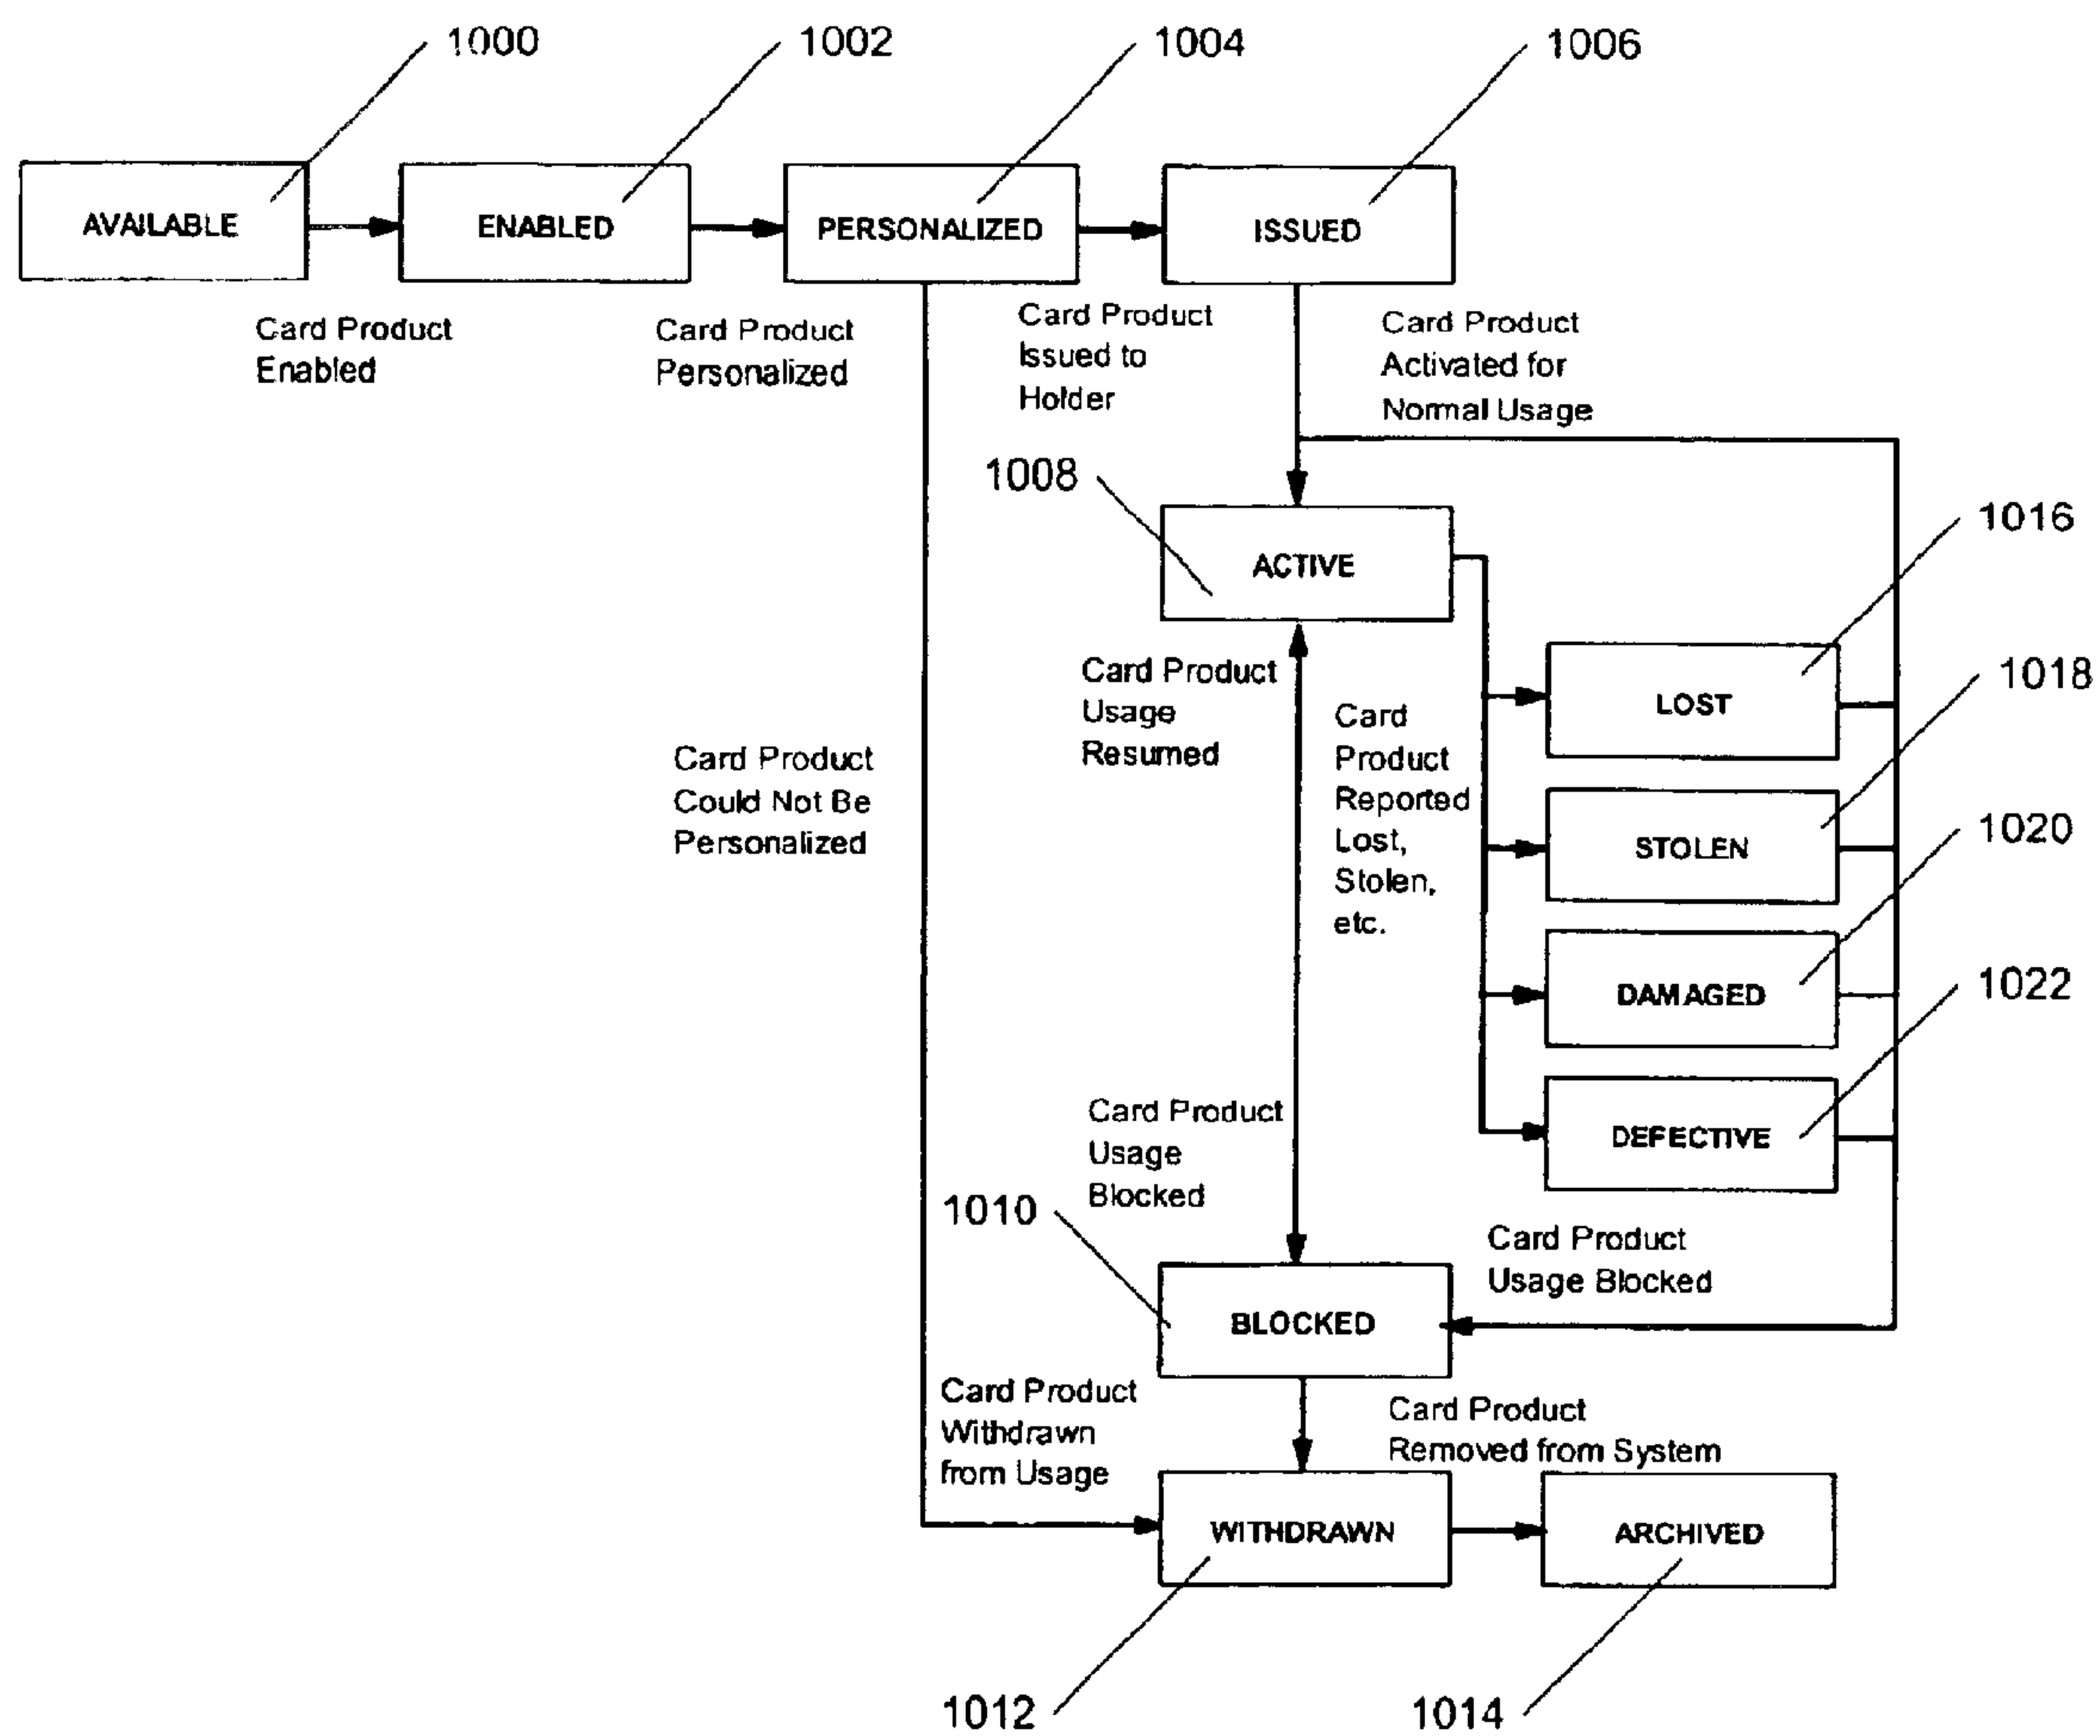 1000
1002
1004
1006
AVAILABLE
ENABLED
PERSONALIZED
ISSUED
Card Product
Enabled
Card Product
Personalized
Card Product
Issued to
Holder
Card Product
Activated for
Normal Usage
1008
ACTIVE
1016
LOST
1018
STOLEN
1020
DAMAGED
1022
DEFECTIVE
Card Product
Usage
Resumed
Card
Product
Reported
Lost,
Stolen,
etc.
Card Product
Could Not Be
Personalized
Card Product
Usage
Blocked
1010
BLOCKED
Card Product
Usage Blocked
Card Product
Withdrawn
from Usage
Card Product
Removed from System
WITHDRAWN
ARCHIVED
1012
1014